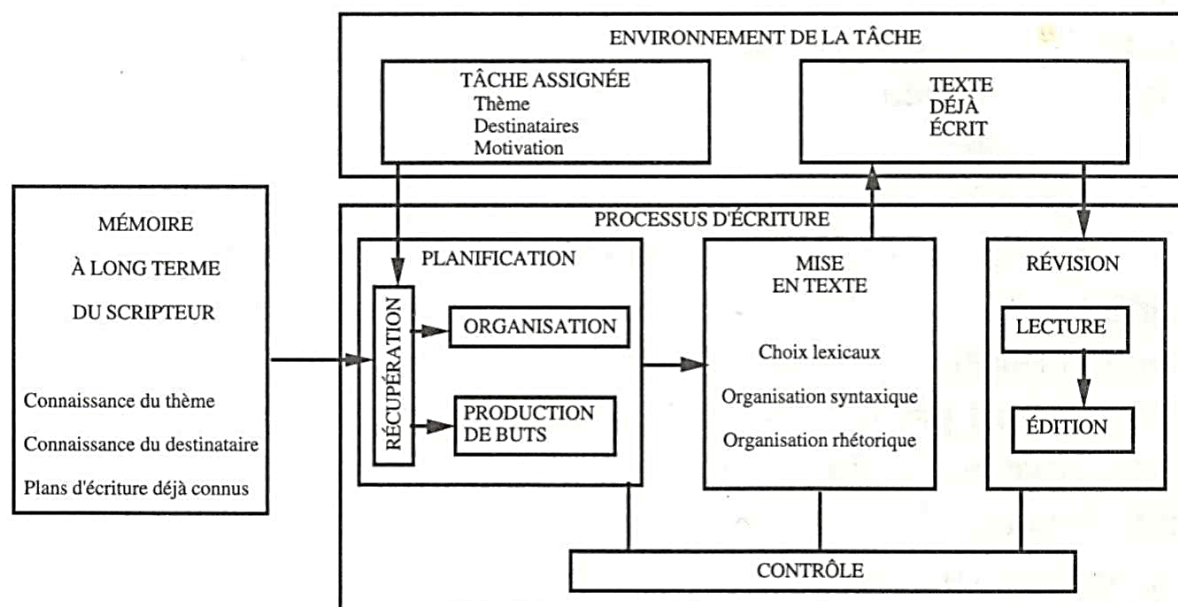 ENVIRONNEMENT DE LA TÂCHE
TÂCHE ASSIGNÉE
Thème
Destinataires
Motivation
TEXTE
DÉJÀ
ÉCRIT
MÉMOIRE
À LONG TERME
DU SCRIPTEUR
Connaissance du thème
Connaissance du destinataire
Plans d'écriture déjà connus
PROCESSUS D'ÉCRITURE
PLANIFICATION
RÉCUPÉRATION
ORGANISATION
PRODUCTION
DE BUTS
MISE
EN TEXTE
Choix lexicaux
Organisation syntaxique
Organisation rhétorique
RÉVISION
LECTURE
ÉDITION
CONTRÔLE